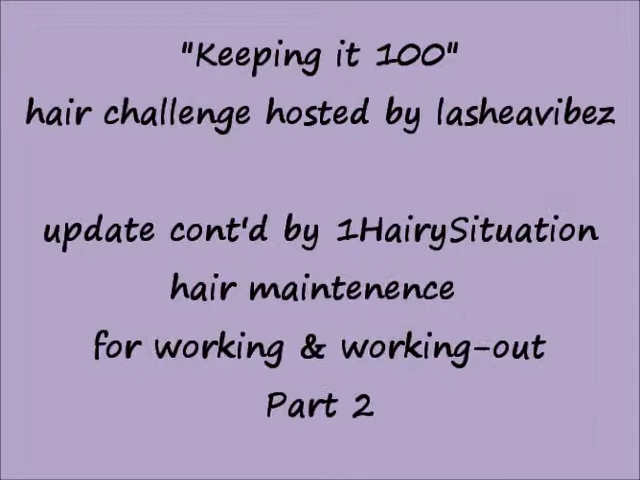 "Keeping it 100"
hair challenge hosted by lasheavibez
update cont'd by 1HairySituation
hair maintenence
for working & working-out
Part 2